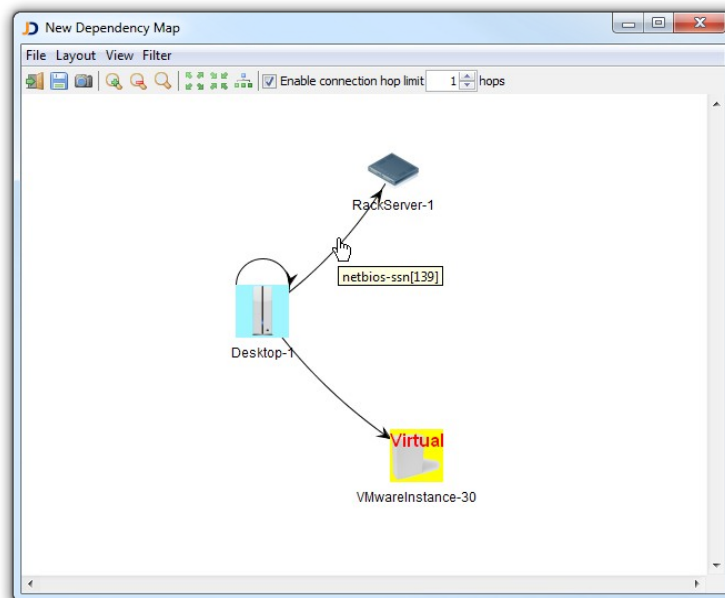 New Dependency Map
File Layout View Filter
Enable connection hop limit 1 hops
RackServer-1
netbios-ssn[139]
Desktop-1
Virtual
VMwareInstance-30